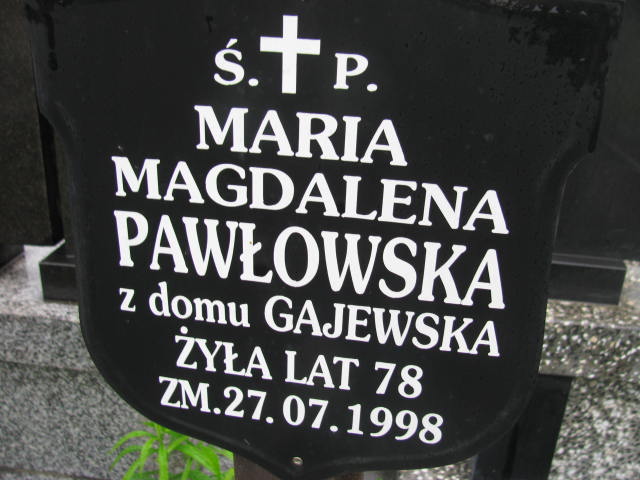 Ś. P.
MARIA
MAGDALENA
PAWŁOWSKA
z domu GAJEWSKA
ŻYŁA LAT 78
ZM.27.07.1998